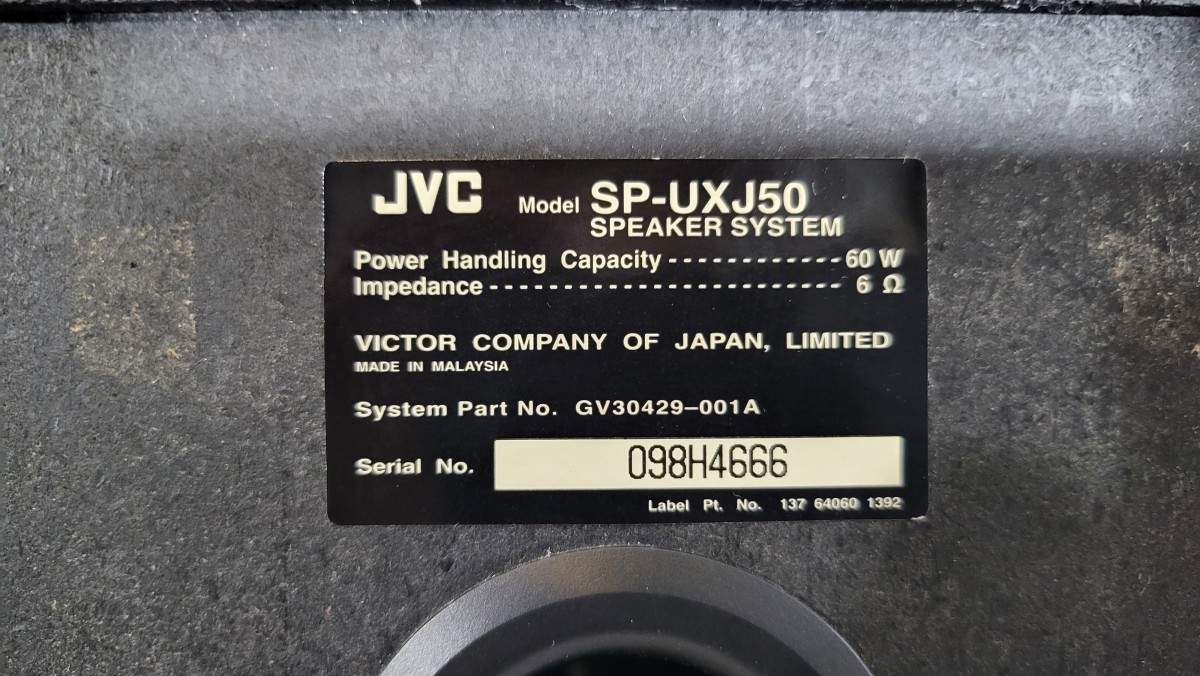 JVC Model SP-UXJ50
SPEAKER SYSTEM
Power Handling Capacity ------------ 60 W
Impedance ------------------------- 6 Ω
VICTOR COMPANY OF JAPAN, LIMITED
MADE IN MALAYSIA
System Part No. GV30429–001A
Serial No. 098H4666
Label Pt. No. 137 64060 1392